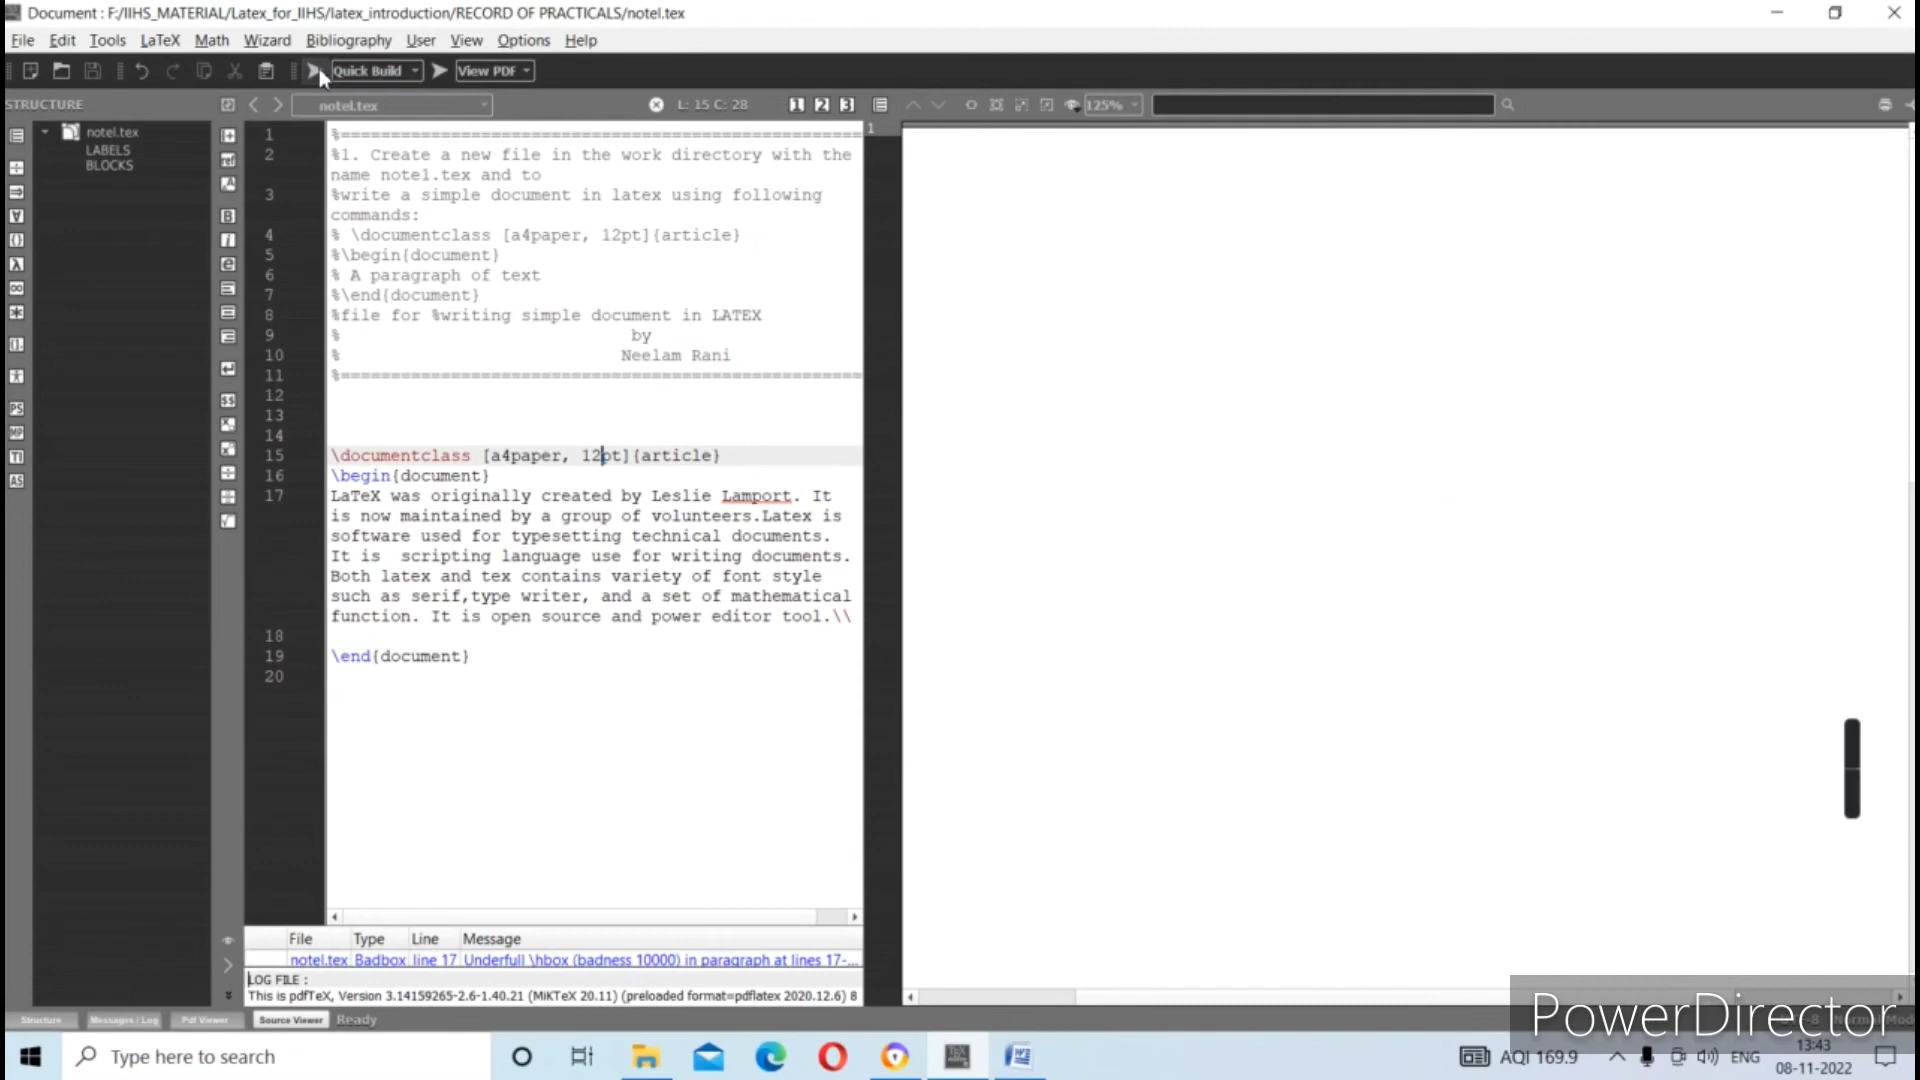 Document : F:/IIHS_MATERIAL/Latex_for_IIHS/latex_introduction/RECORD OF PRACTICALS/notel.tex
File Edit Tools LaTeX Math Wizard Bibliography User View Options Help
Quick Build View PDF
STRUCTURE notel.tex L: 15 C: 28 1 2 3 125%
notel.tex
LABELS
BLOCKS
1
1 %=====================================================
2 %1. Create a new file in the work directory with the
name note1.tex and to
3 %write a simple document in latex using following
commands:
4 % \documentclass [a4paper, 12pt]{article}
5 %\begin{document}
6 % A paragraph of text
7 %\end{document}
8 %file for %writing simple document in LATEX
9 % by
10 % Neelam Rani
11 %=====================================================
12
13
14
15 \documentclass [a4paper, 12pt]{article}
16 \begin{document}
17 LaTeX was originally created by Leslie Lamport. It
is now maintained by a group of volunteers.Latex is
software used for typesetting technical documents.
It is  scripting language use for writing documents.
Both latex and tex contains variety of font style
such as serif,type writer, and a set of mathematical
function. It is open source and power editor tool.\\
18
19 \end{document}
20
File Type Line Message
notel.tex Badbox line 17 Underfull \hbox (badness 10000) in paragraph at lines 17-...
LOG FILE :
This is pdfTeX, Version 3.14159265-2.6-1.40.21 (MiKTeX 20.11) (preloaded format=pdflatex 2020.12.6) 8
Structure Messages / Log Pdf Viewer Source Viewer Ready
PowerDirector
Type here to search
AQI 169.9 ENG 13:43
08-11-2022